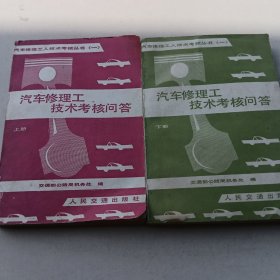 汽车修理工人技术考核丛书(一)
汽车修理工
技术考核问答
上册
交通部公路局机务处 编
人民交通出版社
汽车修理工人技术考核丛书(一)
汽车修理工
技术考核问答
下册
交通部公路局机务处 编
人民交通出版